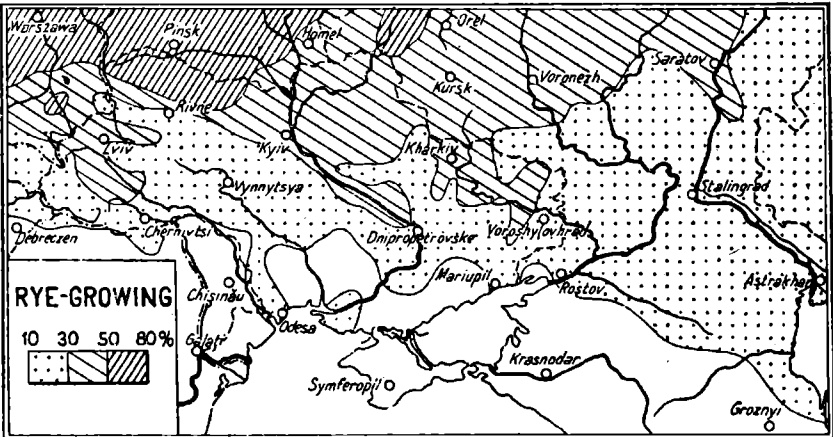 Warszawa
Pinsk
Homel
Orel
Saratov
Kursk
Voronezh
Rivne
Lviv
Kyiv
Kharkiv
Vynnytsya
Stalingrad
Debreczen
Chernivtsi
Dnipropetrovske
Voroshylovhrad
RYE-GROWING
10 30 50 80%
Chisinau
Mariupil
Rostov
Astrakhan
Odesa
Galati
Symferopil
Krasnodar
Groznyi